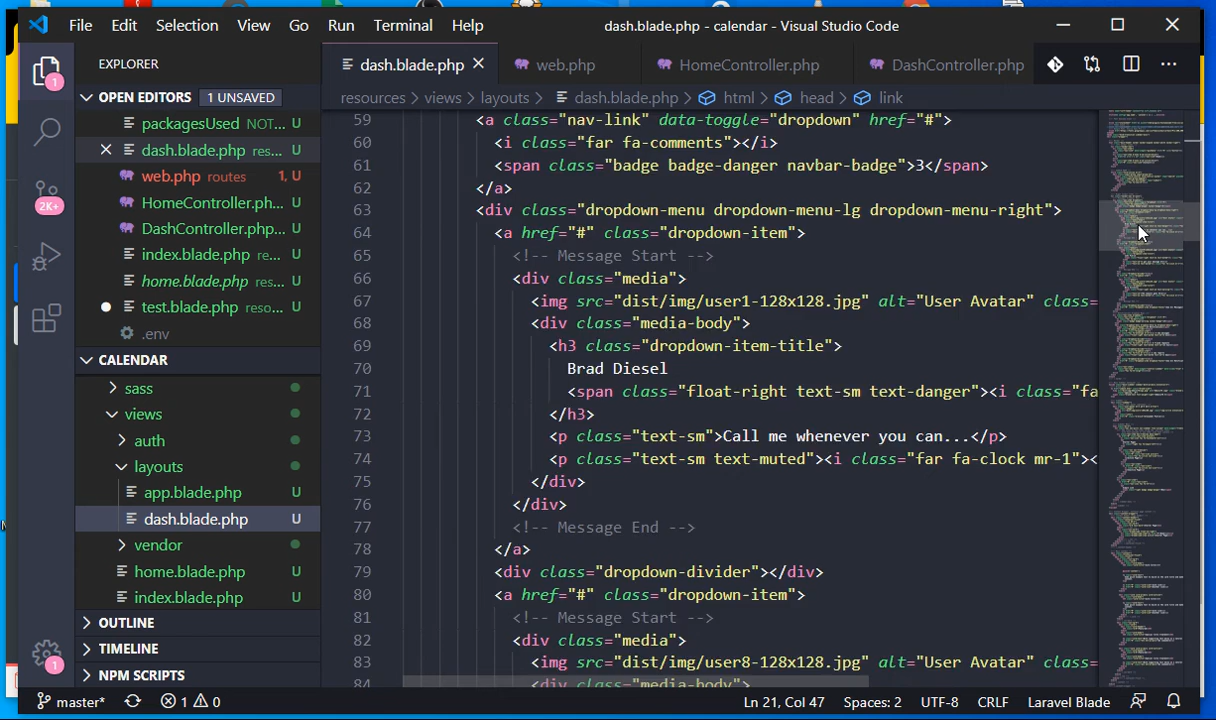 File Edit Selection View Go Run Terminal Help
dash.blade.php - calendar - Visual Studio Code
EXPLORER
dash.blade.php web.php HomeController.php DashController.php
OPEN EDITORS 1 UNSAVED
resources > views > layouts > dash.blade.php > html > head > link
packagesUsed NOT... U
dash.blade.php res... U
web.php routes 1, U
HomeController.ph... U
DashController.php... U
index.blade.php re... U
home.blade.php res... U
test.blade.php reso... U
.env
CALENDAR
sass
views
auth
layouts
app.blade.php U
dash.blade.php U
vendor
home.blade.php U
index.blade.php U
OUTLINE
TIMELINE
NPM SCRIPTS
1
2K+
1
59 <a class="nav-link" data-toggle="dropdown" href="#">
60 <i class="far fa-comments"></i>
61 <span class="badge badge-danger navbar-badge">3</span>
62 </a>
63 <div class="dropdown-menu dropdown-menu-lg dropdown-menu-right">
64 <a href="#" class="dropdown-item">
65 <!-- Message Start -->
66 <div class="media">
67 <img src="dist/img/user1-128x128.jpg" alt="User Avatar" class=
68 <div class="media-body">
69 <h3 class="dropdown-item-title">
70 Brad Diesel
71 <span class="float-right text-sm text-danger"><i class="fa
72 </h3>
73 <p class="text-sm">Call me whenever you can...</p>
74 <p class="text-sm text-muted"><i class="far fa-clock mr-1"><
75 </div>
76 </div>
77 <!-- Message End -->
78 </a>
79 <div class="dropdown-divider"></div>
80 <a href="#" class="dropdown-item">
81 <!-- Message Start -->
82 <div class="media">
83 <img src="dist/img/user8-128x128.jpg" alt="User Avatar" class=
84 <div class="media-body">
master* 1 0 Ln 21, Col 47 Spaces: 2 UTF-8 CRLF Laravel Blade